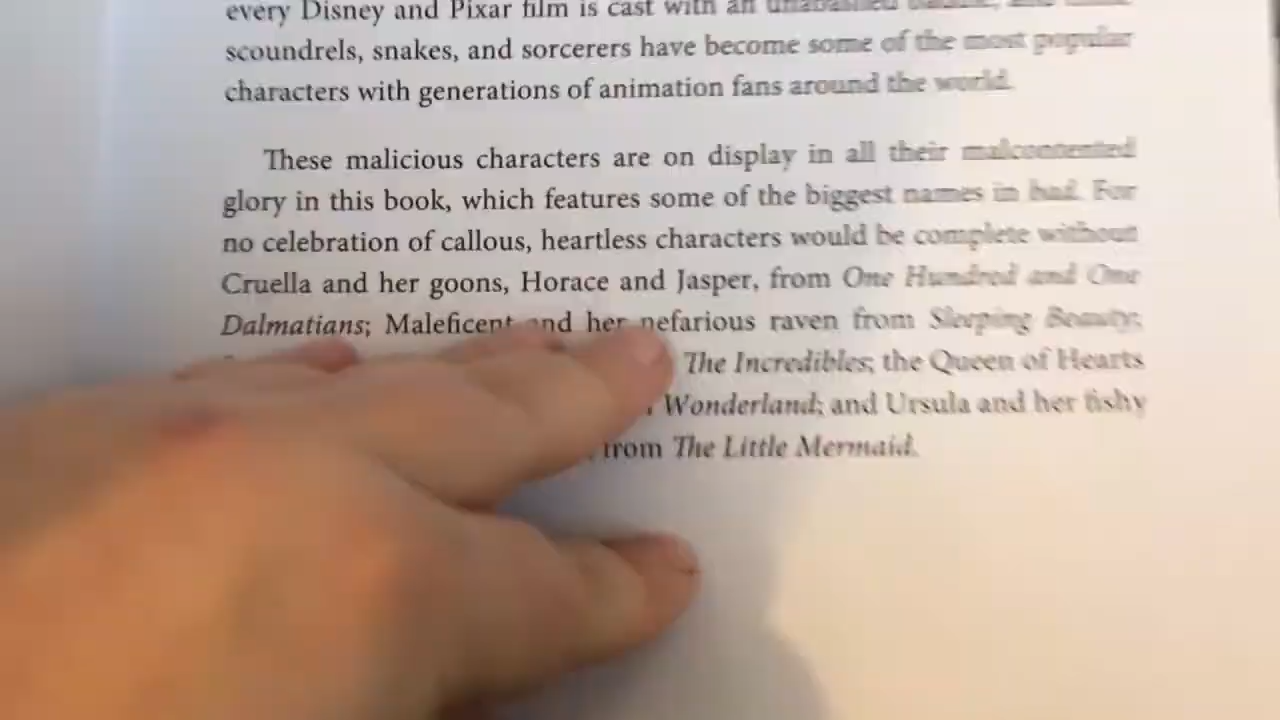 every Disney and Pixar film is cast with an unabashed
scoundrels, snakes, and sorcerers have become some of the most popular
characters with generations of animation fans around the world.
These malicious characters are on display in all their malcontented
glory in this book, which features some of the biggest names in bad. For
no celebration of callous, heartless characters would be complete without
Cruella and her goons, Horace and Jasper, from One Hundred and One
Dalmatians; Maleficent and her nefarious raven from Sleeping Beauty;
The Incredibles; the Queen of Hearts
Wonderland; and Ursula and her fishy
from The Little Mermaid.